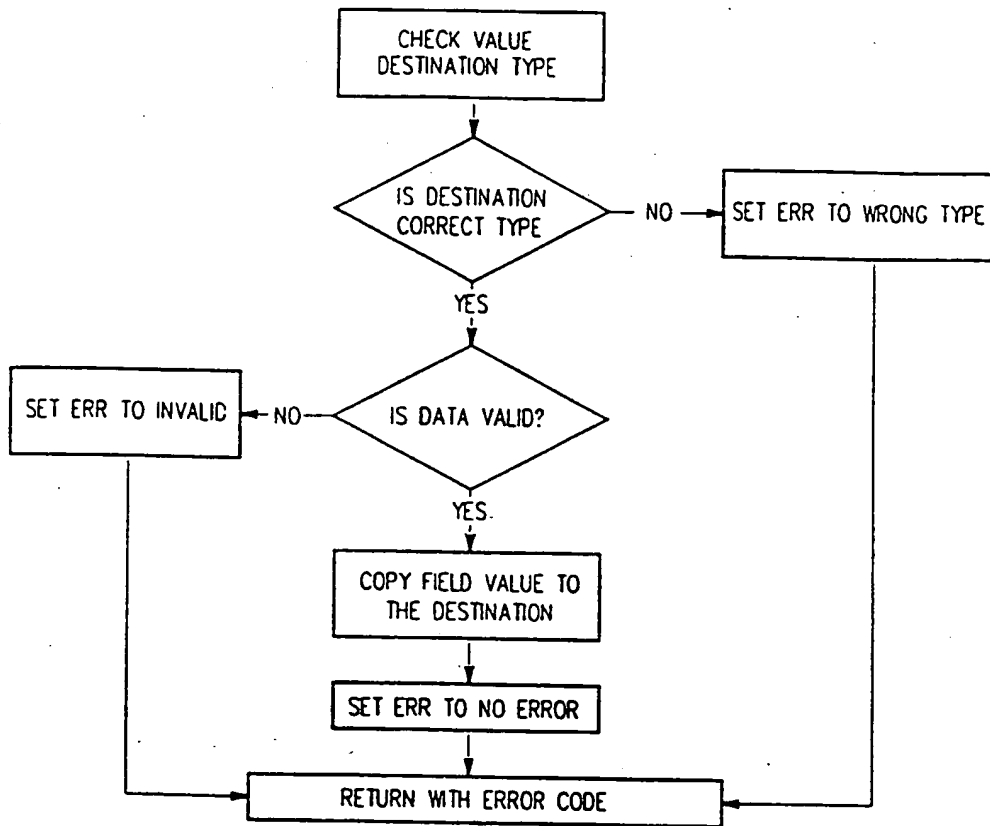 CHECK VALUE
DESTINATION TYPE
IS DESTINATION
CORRECT TYPE
NO
SET ERR TO WRONG TYPE
YES
SET ERR TO INVALID
NO
IS DATA VALID?
YES
COPY FIELD VALUE TO
THE DESTINATION
SET ERR TO NO ERROR
RETURN WITH ERROR CODE